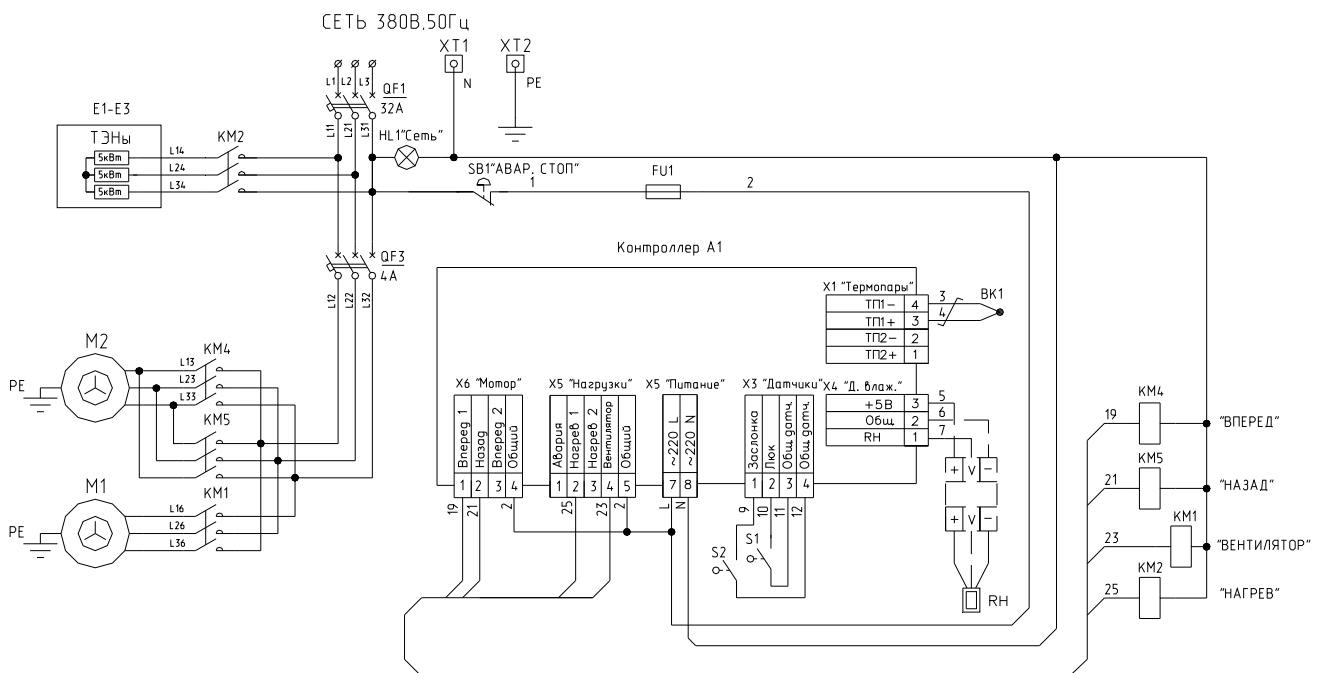 СЕТЬ 380В,50Гц
XT1
XT2
N
PE
L1 L2 L3
QF1
32А
L11 L21 L31
HL1"Сеть"
E1-E3
ТЭНы
5кВт
5кВт
5кВт
L14
L24
L34
KM2
SB1"АВАР. СТОП"
1
FU1
2
QF3
4А
L12 L22 L32
Контроллер А1
X1 "Термопары"
ТП1- 4
ТП1+ 3
ТП2- 2
ТП2+ 1
3
4
BK1
M2
PE
L13
L23
L33
KM4
KM5
M1
PE
L16
L26
L36
KM1
X6 "Мотор"
Вперед 1
Назад
Вперед 2
Общий
1 2 3 4
19 21 2
X5 "Нагрузки"
Авария
Нагрев 1
Нагрев 2
Вентилятор
Общий
1 2 3 4 5
25 23 2
X5 "Питание"
~220 L
~220 N
7 8
L N
X3 "Датчики"
Заслонка
Люк
Общ. датч.
Общ. датч.
1 2 3 4
9 10 11 12
S2
S1
X4 "Д. влаж."
+5В 3
Общ. 2
RH 1
5
6
7
+ V -
+ V -
RH
19
KM4
"ВПЕРЕД"
21
KM5
"НАЗАД"
23
KM1
"ВЕНТИЛЯТОР"
25
KM2
"НАГРЕВ"